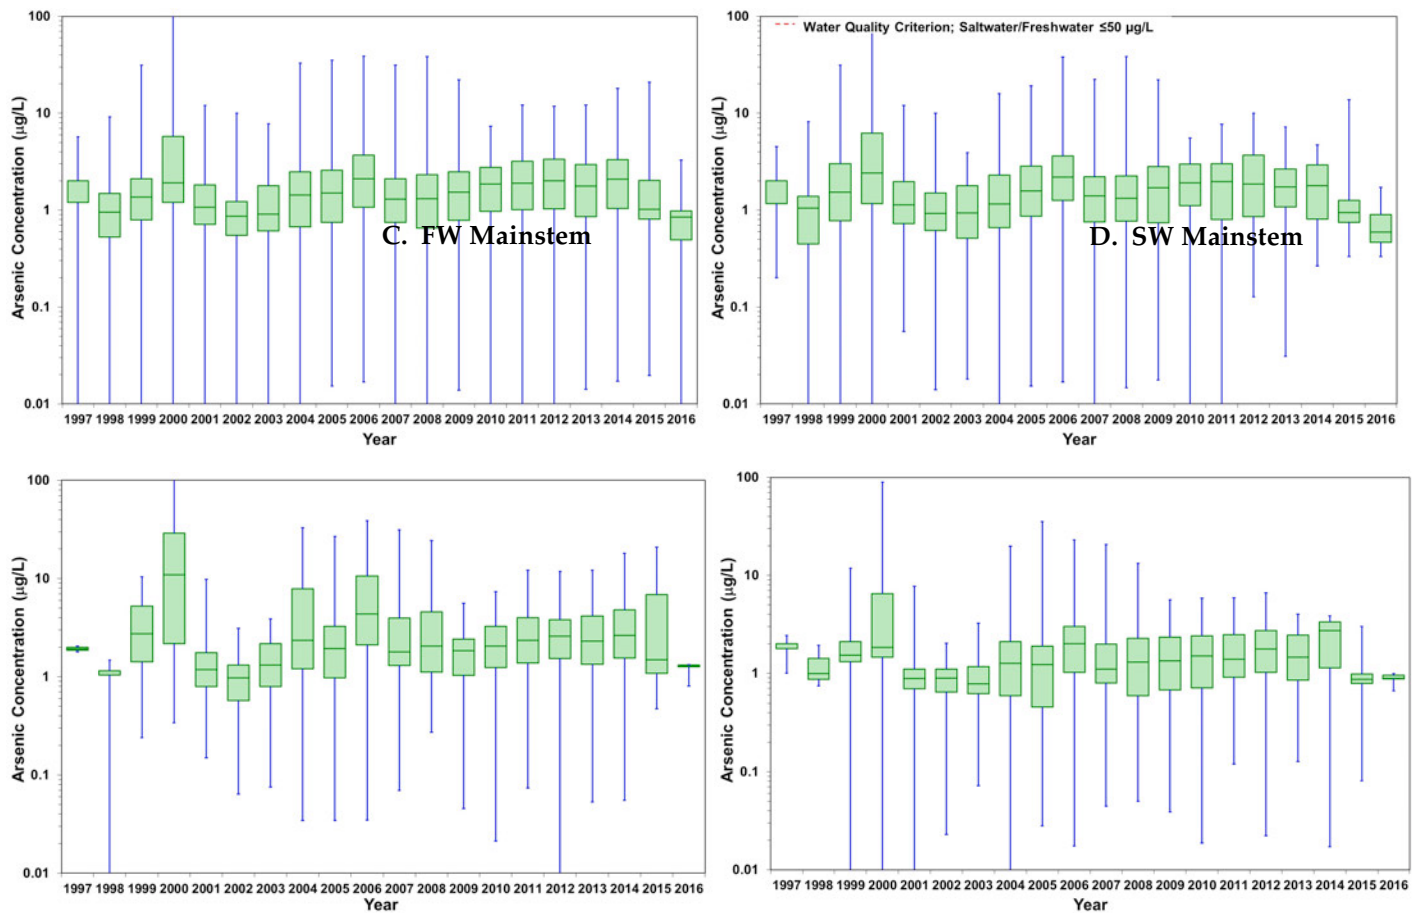 100
10
1
0.1
0.01
Arsenic Concentration (µg/L)
C. FW Mainstem
1997 1998 1999 2000 2001 2002 2003 2004 2005 2006 2007 2008 2009 2010 2011 2012 2013 2014 2015 2016
Year
100
10
1
0.1
0.01
Arsenic Concentration (µg/L)
Water Quality Criterion; Saltwater/Freshwater ≤50 µg/L
D. SW Mainstem
1997 1998 1999 2000 2001 2002 2003 2004 2005 2006 2007 2008 2009 2010 2011 2012 2013 2014 2015 2016
Year
100
10
1
0.1
0.01
Arsenic Concentration (µg/L)
1997 1998 1999 2000 2001 2002 2003 2004 2005 2006 2007 2008 2009 2010 2011 2012 2013 2014 2015 2016
Year
100
10
1
0.1
0.01
Arsenic Concentration (µg/L)
1997 1998 1999 2000 2001 2002 2003 2004 2005 2006 2007 2008 2009 2010 2011 2012 2013 2014 2015 2016
Year